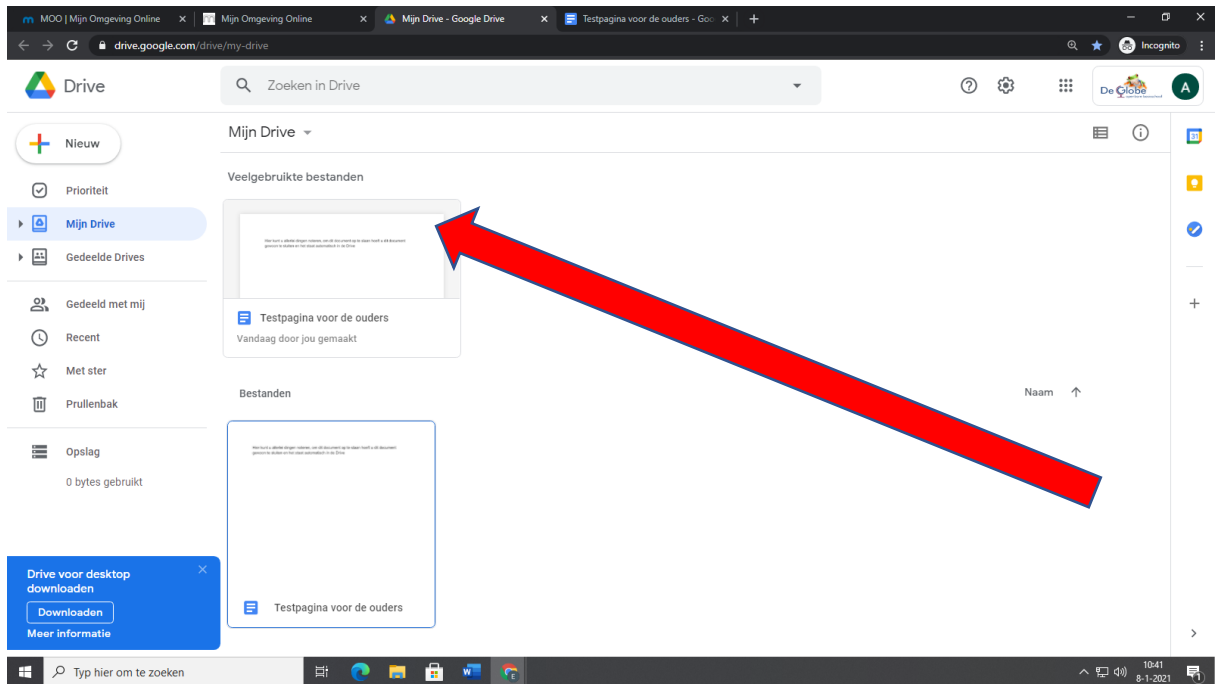 MOO | Mijn Omgeving Online
Mijn Omgeving Online
Mijn Drive - Google Drive
Testpagina voor de ouders - Goo
drive.google.com/drive/my-drive
Incognito
Drive
Zoeken in Drive
De Globe
A
Nieuw
Mijn Drive
31
Prioriteit
Mijn Drive
Gedeelde Drives
Gedeeld met mij
Recent
Met ster
Prullenbak
Opslag
0 bytes gebruikt
Veelgebruikte bestanden
Testpagina voor de ouders
Vandaag door jou gemaakt
Bestanden
Naam
Testpagina voor de ouders
Drive voor desktop
downloaden
Downloaden
Meer informatie
Typ hier om te zoeken
10:41
8-1-2021